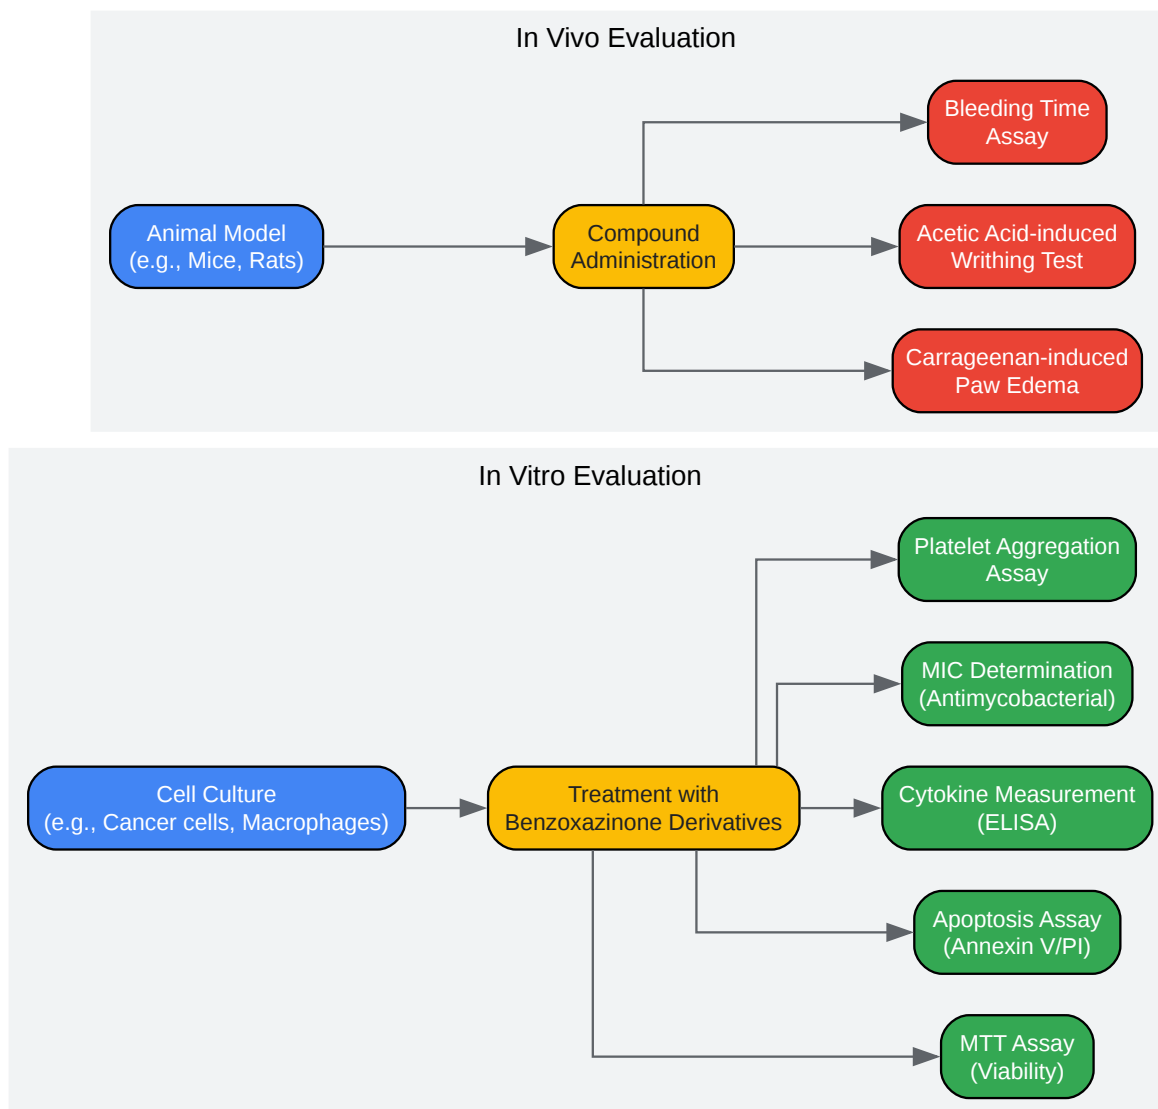 In Vivo Evaluation
Bleeding Time
Assay
Animal Model
(e.g., Mice, Rats)
Compound
Administration
Acetic Acid-induced
Writhing Test
Carrageenan-induced
Paw Edema
In Vitro Evaluation
Platelet Aggregation
Assay
MIC Determination
(Antimycobacterial)
Cell Culture
(e.g., Cancer cells, Macrophages)
Treatment with
Benzoxazinone Derivatives
Cytokine Measurement
(ELISA)
Apoptosis Assay
(Annexin V/PI)
MTT Assay
(Viability)